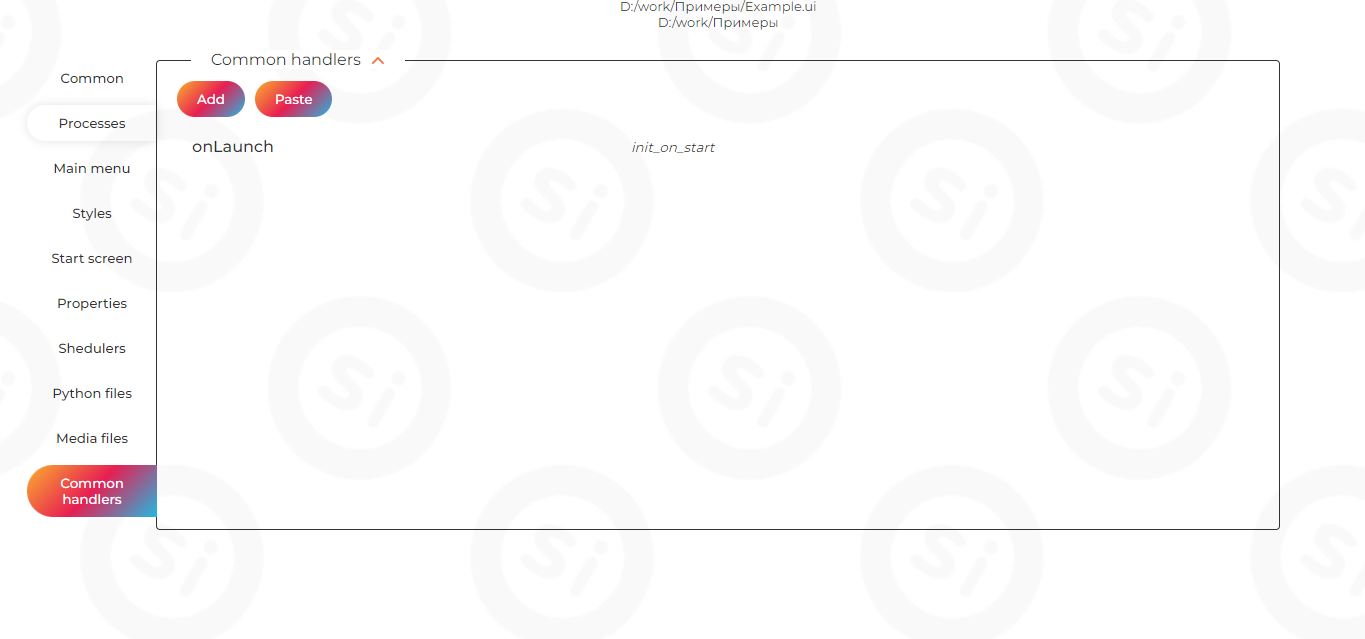 D:/work/Примеры/Example.ui
D:/work/Примеры
Common handlers
Common
Add
Paste
Processes
onLaunch
init_on_start
Main menu
Styles
Start screen
Properties
Shedulers
Python files
Media files
Common
handlers